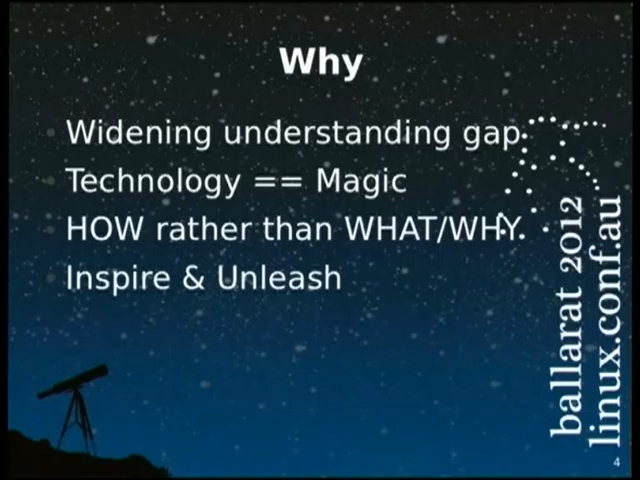 Why
Widening understanding gap
Technology == Magic
HOW rather than WHAT/WHY
Inspire & Unleash
ballarat 2012
linux.conf.au
4